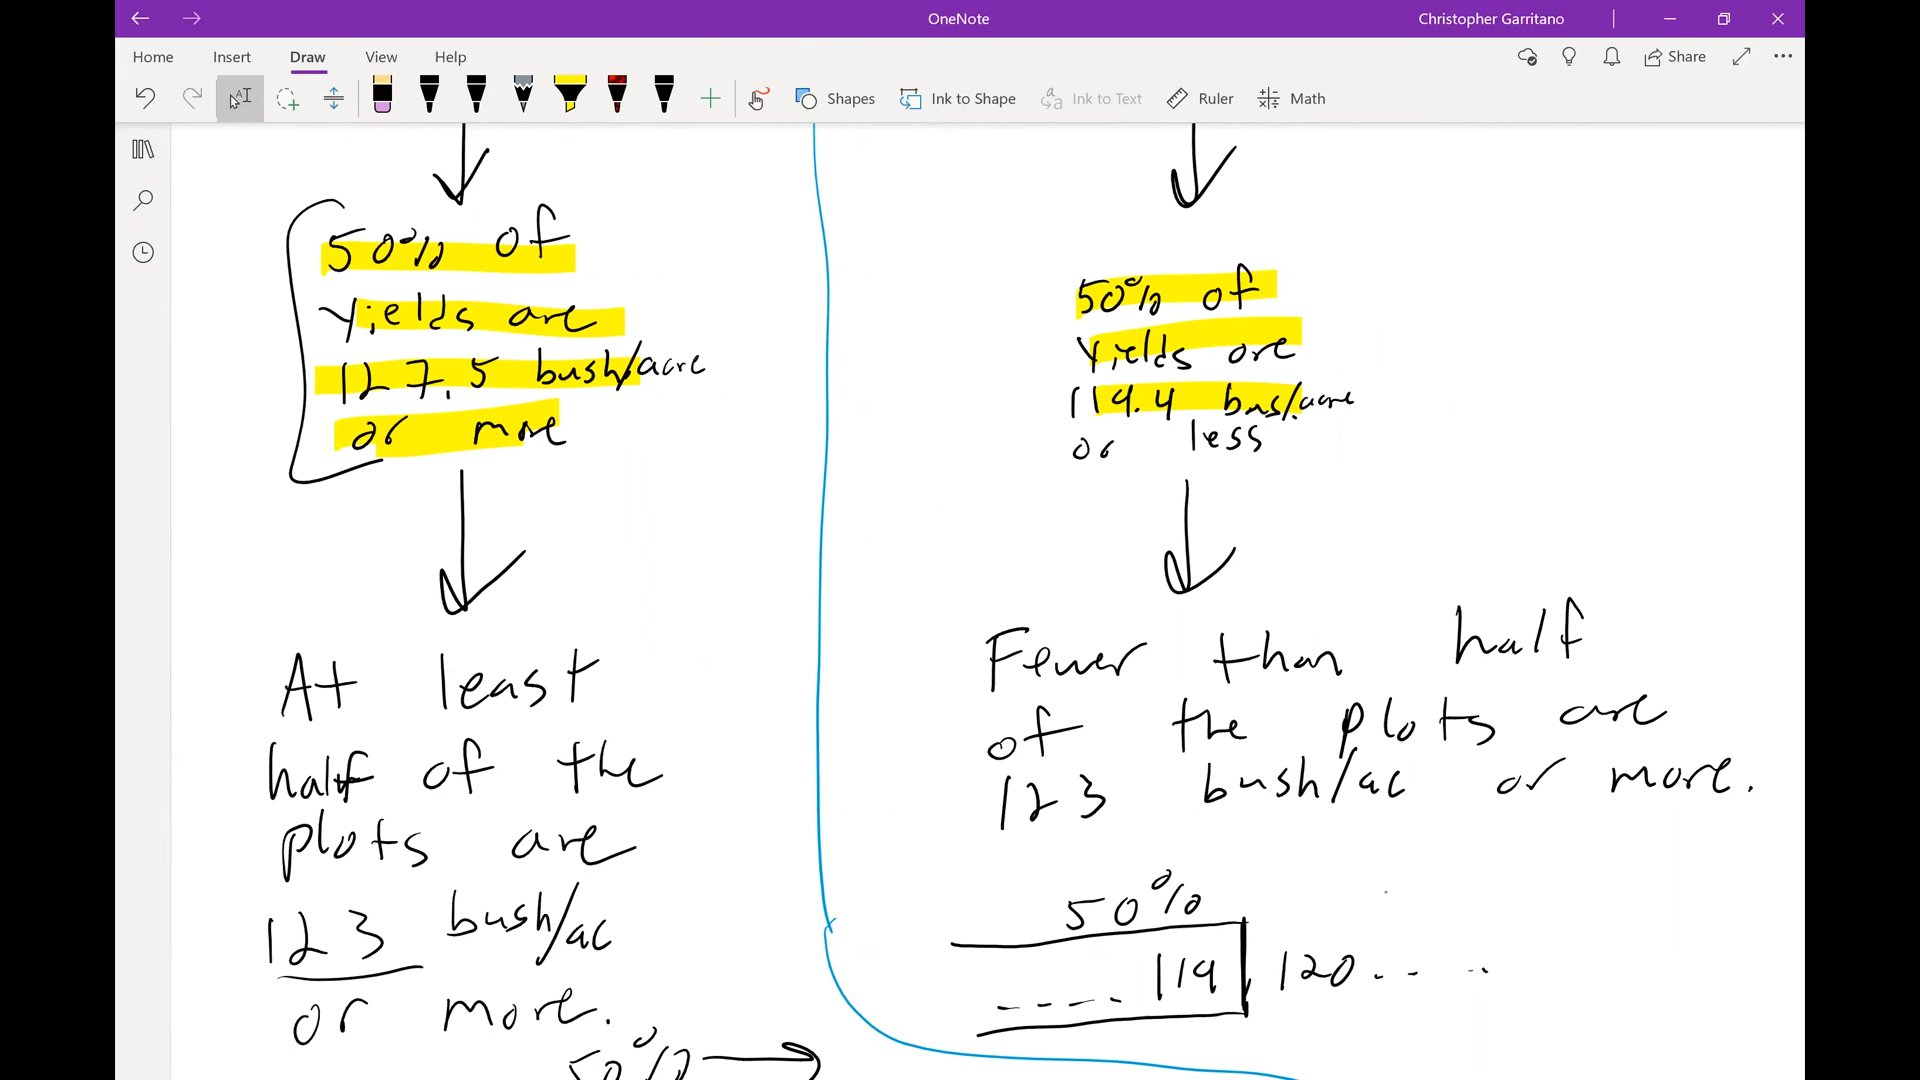 OneNote
Christopher Garritano
Home Insert Draw View Help
Share
Shapes Ink to Shape Ink to Text Ruler Math
50% of
Yields are
127.5 bush/acre
or more
At least
half of the
plots are
123 bush/ac
or more.
50%
50% of
Yields are
119.4 bus/acre
or less
Fewer than half
of the plots are
123 bush/ac or more.
50%
---- 119 120 -- --